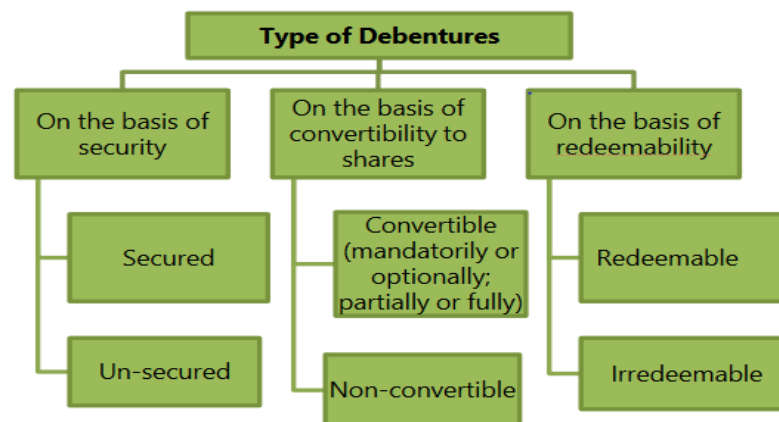 Type of Debentures
On the basis of
security
Secured
Un-secured
On the basis of
convertibility to
shares
Convertible
(mandatorily or
optionally;
partially or fully)
Non-convertible
On the basis of
redeemability
Redeemable
Irredeemable